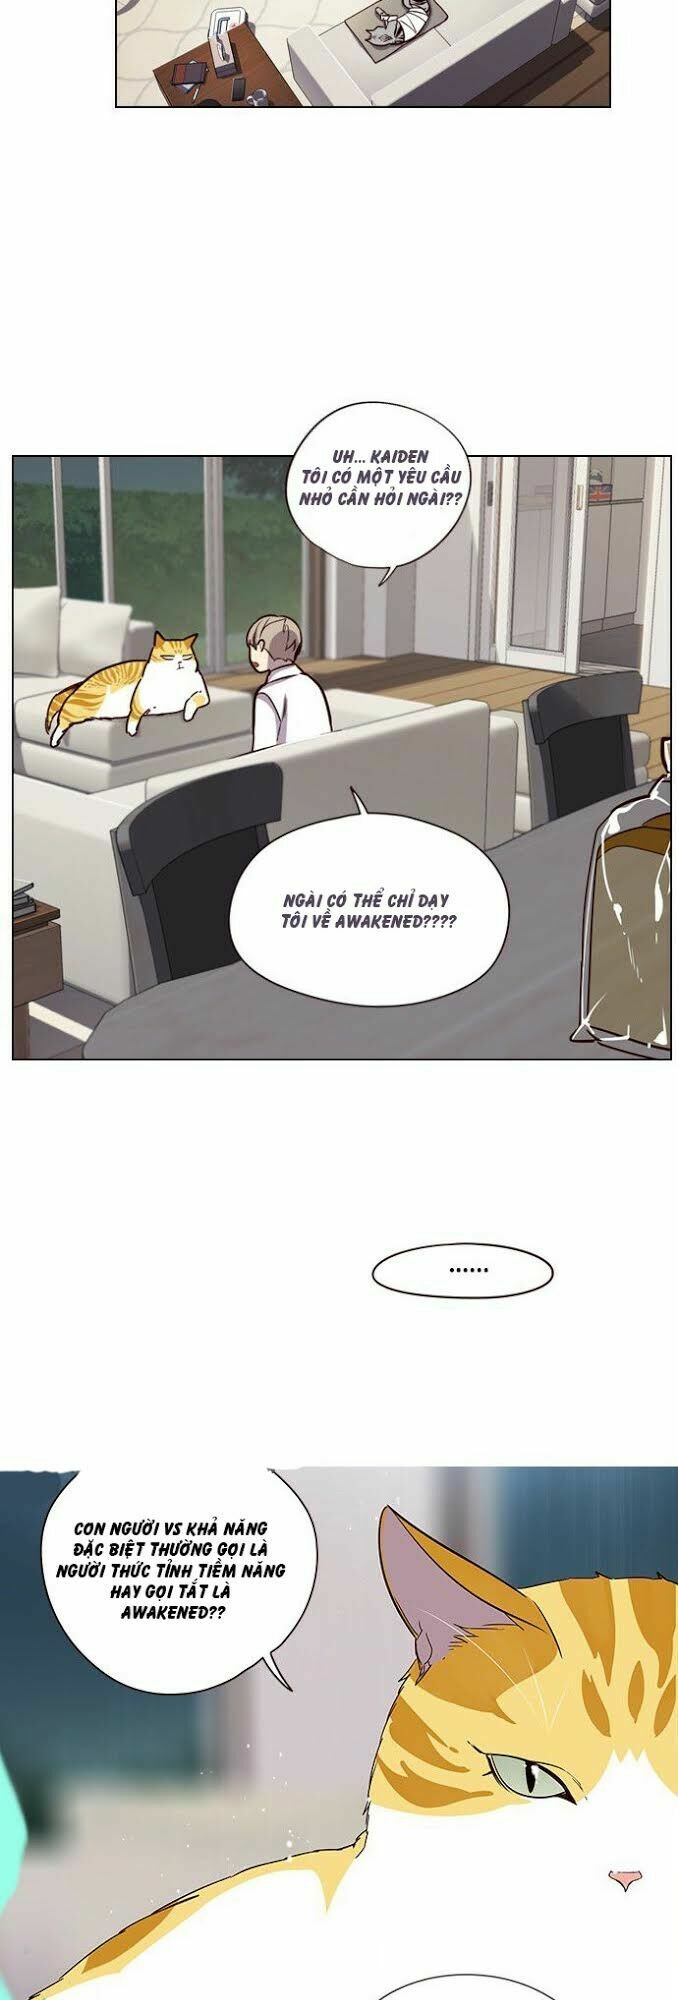 UH... KAIDEN
TÔI CÓ MỘT YÊU CẦU
NHỎ CẦN HỎI NGÀI??
NGÀI CÓ THỂ CHỈ DẠY
TÔI VỀ AWAKENED????
......
CON NGƯỜI VS KHẢ NĂNG
ĐẶC BIỆT THƯỜNG GỌI LÀ
NGƯỜI THỨC TỈNH TIỀM NĂNG
HAY GỌI TẮT LÀ
AWAKENED??